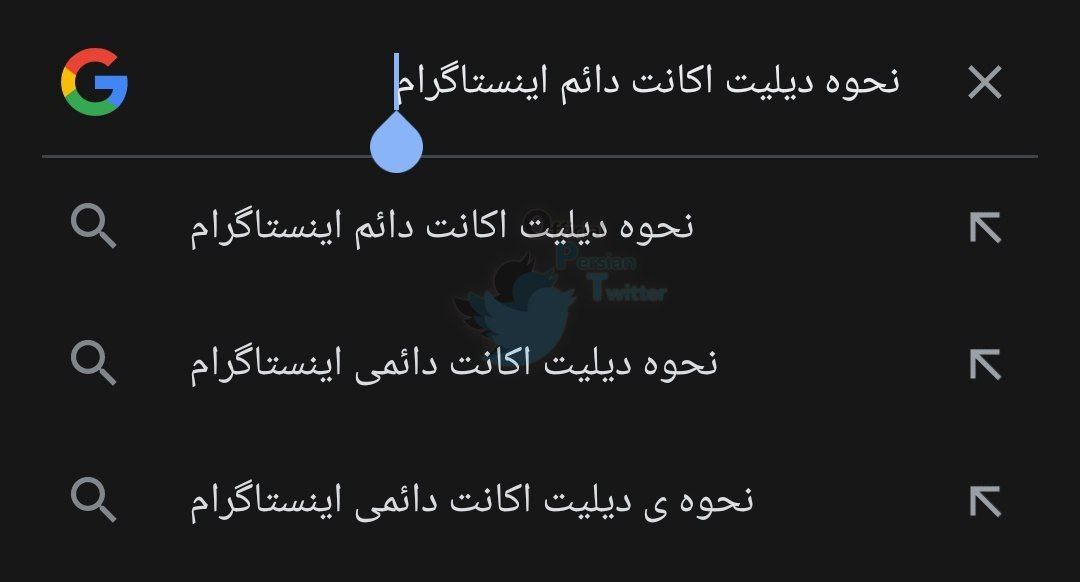 نحوه دیلیت اکانت دائم اینستاگرام
نحوه دیلیت اکانت دائم اینستاگرام
Persian
Twitter
نحوه دیلیت اکانت دائمی اینستاگرام
نحوه ی دیلیت اکانت دائمی اینستاگرام